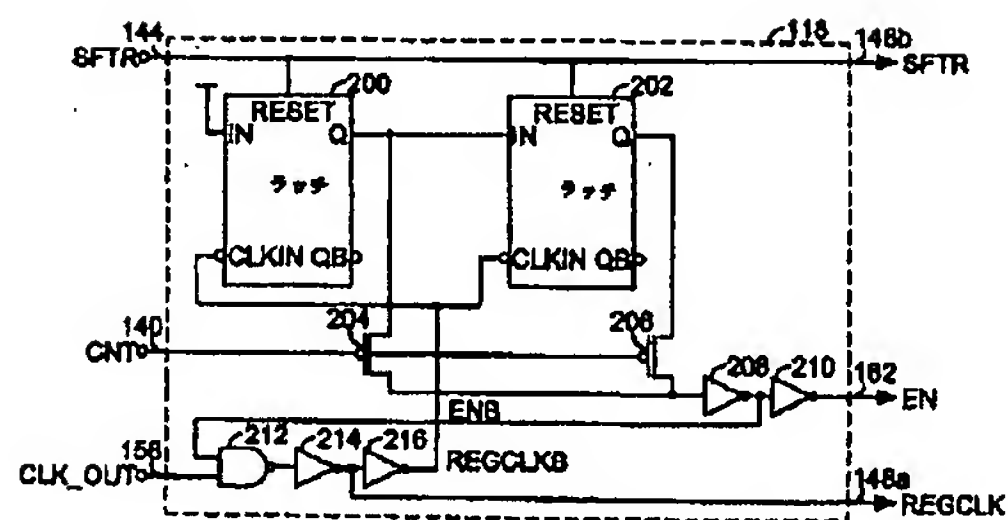 144
118
148b
SFTR
SFTR
200
202
RESET
RESET
IN
Q
IN
Q
ラッチ
ラッチ
CLKIN
QB
CLKIN
QB
204
206
140
CNT
208
210
162
EN
ENB
212
214
216
REGCLKB
156
CLK_OUT
148a
REGCLK